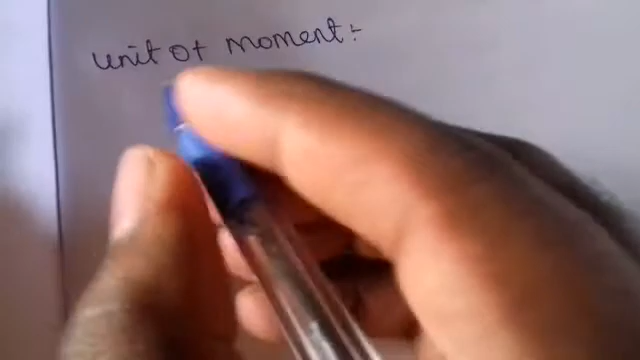 unit of moment :-